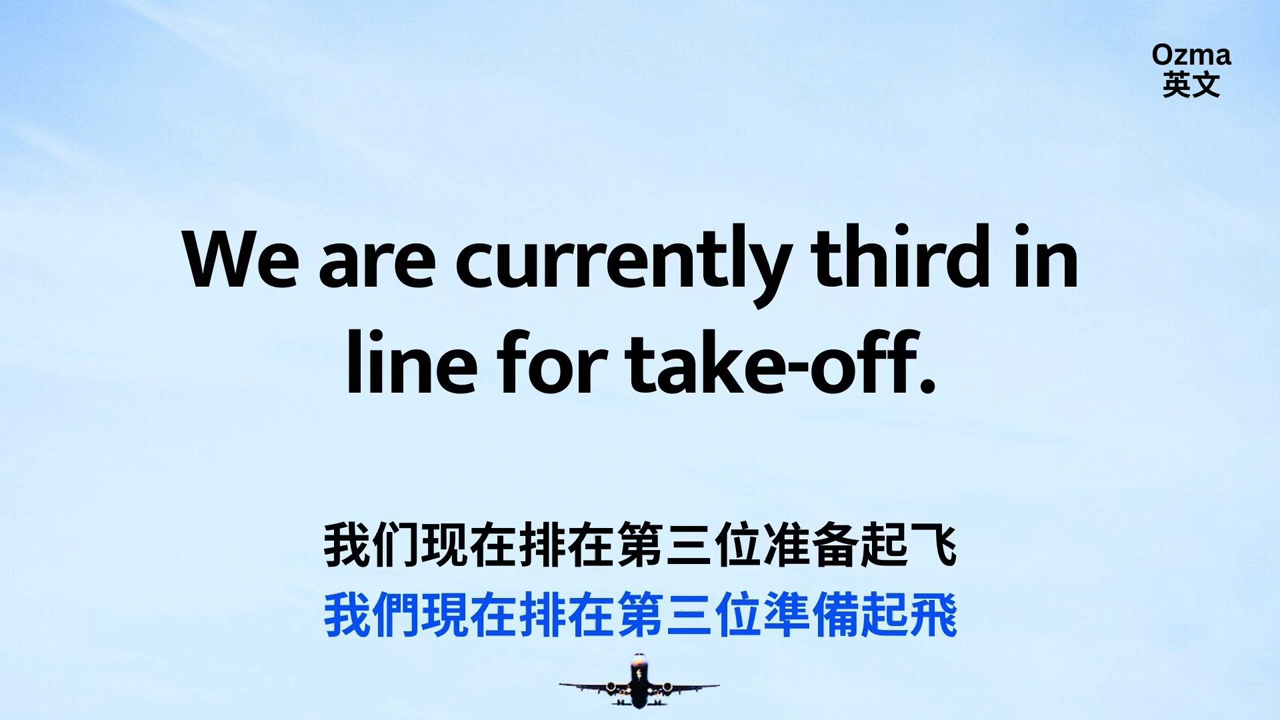 Ozma
英文
We are currently third in
line for take-off.
我们现在排在第三位准备起飞
我們現在排在第三位準備起飛